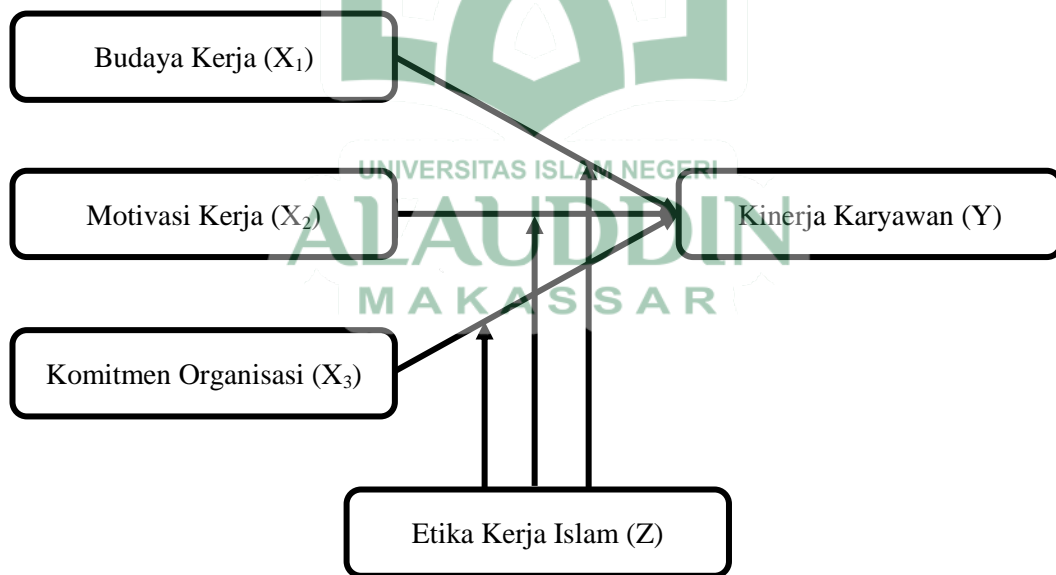 Budaya Kerja (X₁)
UNIVERSITAS ISLAM NEGERI
Motivasi Kerja (X₂)
Kinerja Karyawan (Y)
ALAUDDIN
MAKASSAR
Komitmen Organisasi (X₃)
Etika Kerja Islam (Z)